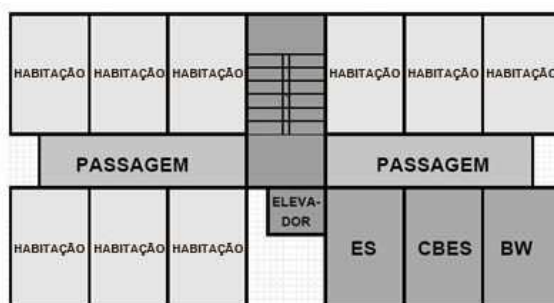 HABITAÇÃO HABITAÇÃO HABITAÇÃO HABITAÇÃO HABITAÇÃO HABITAÇÃO
PASSAGEM PASSAGEM
ELEVA-
DOR
HABITAÇÃO HABITAÇÃO HABITAÇÃO ES CBES BW